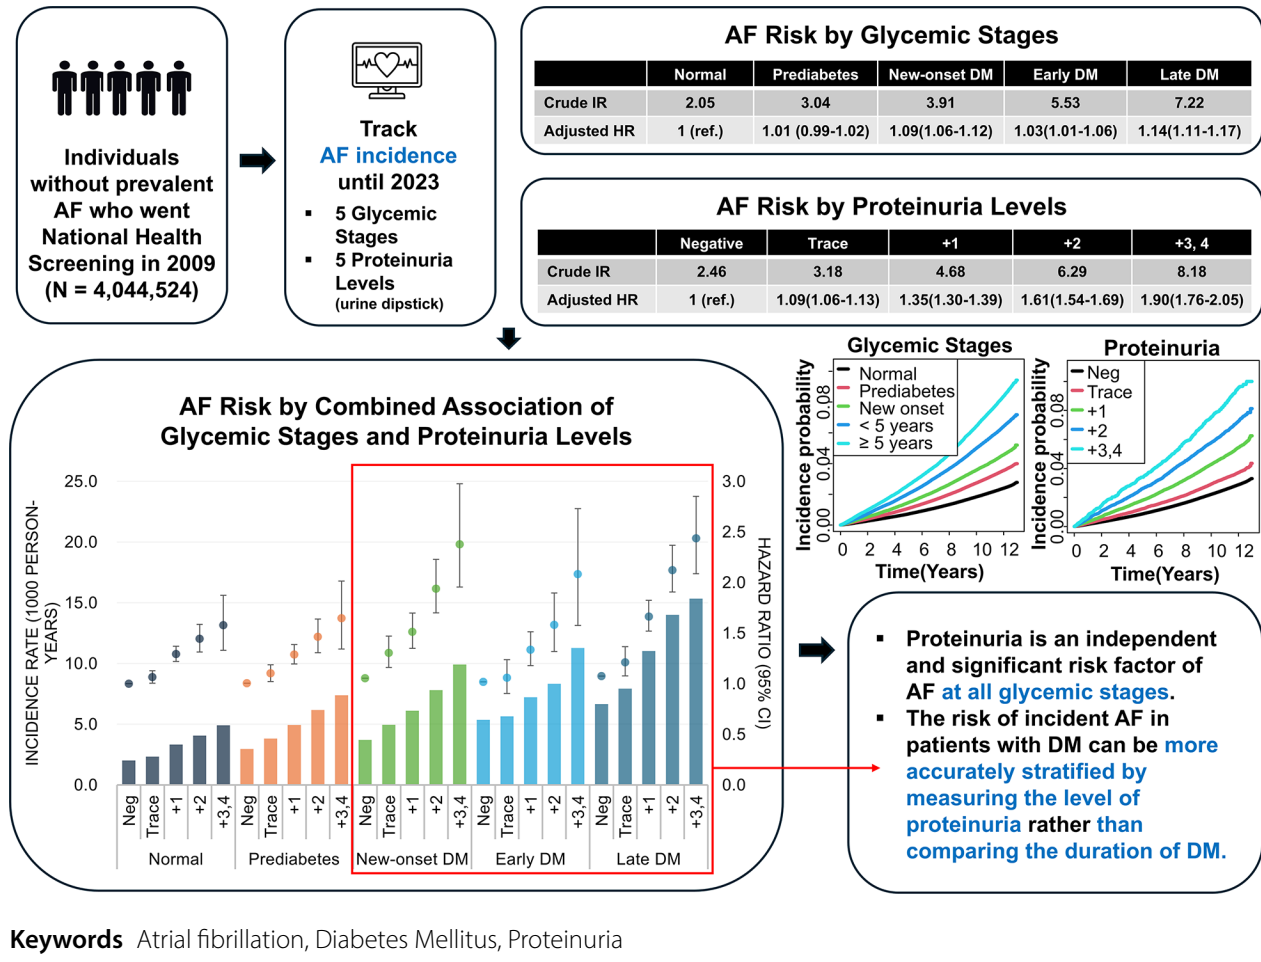 Individuals
without prevalent
AF who went
National Health
Screening in 2009
(N = 4,044,524)
Track
AF incidence
until 2023
▪ 5 Glycemic
Stages
▪ 5 Proteinuria
Levels
(urine dipstick)
AF Risk by Glycemic Stages
Normal Prediabetes New-onset DM Early DM Late DM
Crude IR 2.05 3.04 3.91 5.53 7.22
Adjusted HR 1 (ref.) 1.01 (0.99-1.02) 1.09(1.06-1.12) 1.03(1.01-1.06) 1.14(1.11-1.17)
AF Risk by Proteinuria Levels
Negative Trace +1 +2 +3, 4
Crude IR 2.46 3.18 4.68 6.29 8.18
Adjusted HR 1 (ref.) 1.09(1.06-1.13) 1.35(1.30-1.39) 1.61(1.54-1.69) 1.90(1.76-2.05)
AF Risk by Combined Association of
Glycemic Stages and Proteinuria Levels
INCIDENCE RATE (1000 PERSON-
YEARS)
25.0
20.0
15.0
10.0
5.0
0.0
3.0
2.5
2.0
1.5
1.0
0.5
0.0
HAZARD RATIO (95% CI)
Neg Trace +1 +2 +3,4 Neg Trace +1 +2 +3,4 Neg Trace +1 +2 +3,4 Neg Trace +1 +2 +3,4 Neg Trace +1 +2 +3,4
Normal Prediabetes New-onset DM Early DM Late DM
Glycemic Stages
Incidence probability
0.08
0.04
0.00
Normal
Prediabetes
New onset
< 5 years
≥ 5 years
0 2 4 6 8 10 12
Time(Years)
Proteinuria
Incidence probability
0.08
0.04
0.00
Neg
Trace
+1
+2
+3,4
0 2 4 6 8 10 12
Time(Years)
▪ Proteinuria is an independent
and significant risk factor of
AF at all glycemic stages.
▪ The risk of incident AF in
patients with DM can be more
accurately stratified by
measuring the level of
proteinuria rather than
comparing the duration of DM.
Keywords Atrial fibrillation, Diabetes Mellitus, Proteinuria